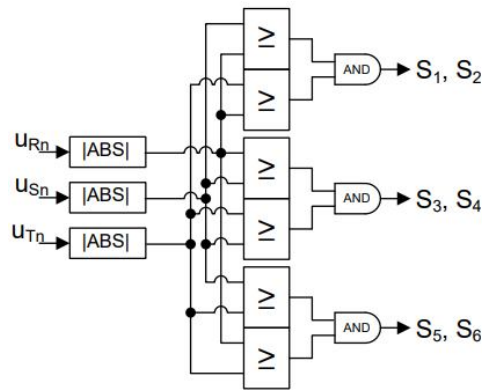 ≥
AND
S1, S2
≥
uRn
|ABS|
≥
uSn
|ABS|
AND
S3, S4
≥
uTn
|ABS|
≥
AND
S5, S6
≥